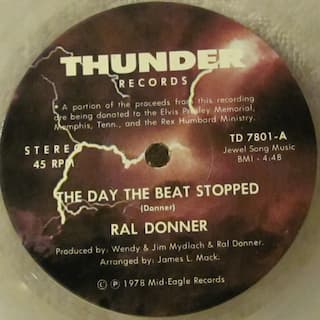 THUNDER
RECORDS
* A portion of the proceeds from this recording
are being donated to the Elvis Presley Memorial,
Memphis, Tenn., and the Rex Humbard Ministry.
STEREO
45 RPM
TD 7801-A
Jewel Song Music
BMI - 4:48
THE DAY THE BEAT STOPPED
(Donner)
RAL DONNER
Produced by: Wendy & Jim Mydlach & Ral Donner.
Arranged by: James L. Mack.
© ℗ 1978 Mid-Eagle Records